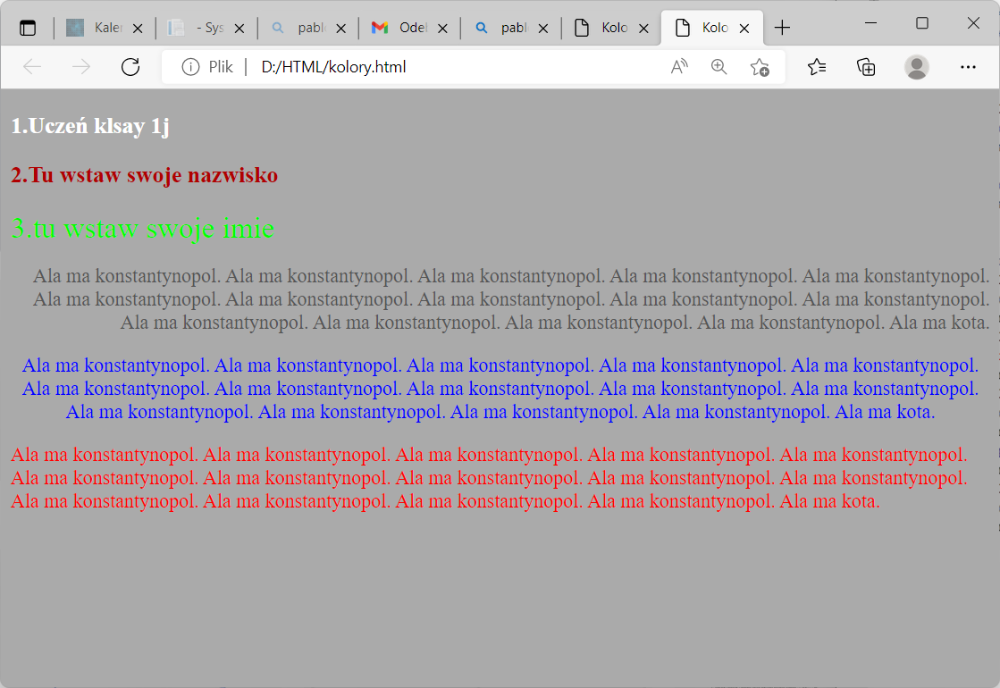 Kaler - Sys pabl Odel pabl Kolo Kolo
Plik D:/HTML/kolory.html
1.Uczeń klsay 1j
2.Tu wstaw swoje nazwisko
3.tu wstaw swoje imie
Ala ma konstantynopol. Ala ma konstantynopol. Ala ma konstantynopol. Ala ma konstantynopol. Ala ma konstantynopol.
Ala ma konstantynopol. Ala ma konstantynopol. Ala ma konstantynopol. Ala ma konstantynopol. Ala ma konstantynopol.
Ala ma konstantynopol. Ala ma konstantynopol. Ala ma konstantynopol. Ala ma konstantynopol. Ala ma kota.
Ala ma konstantynopol. Ala ma konstantynopol. Ala ma konstantynopol. Ala ma konstantynopol. Ala ma konstantynopol.
Ala ma konstantynopol. Ala ma konstantynopol. Ala ma konstantynopol. Ala ma konstantynopol. Ala ma konstantynopol.
Ala ma konstantynopol. Ala ma konstantynopol. Ala ma konstantynopol. Ala ma konstantynopol. Ala ma kota.
Ala ma konstantynopol. Ala ma konstantynopol. Ala ma konstantynopol. Ala ma konstantynopol. Ala ma konstantynopol.
Ala ma konstantynopol. Ala ma konstantynopol. Ala ma konstantynopol. Ala ma konstantynopol. Ala ma konstantynopol.
Ala ma konstantynopol. Ala ma konstantynopol. Ala ma konstantynopol. Ala ma konstantynopol. Ala ma kota.